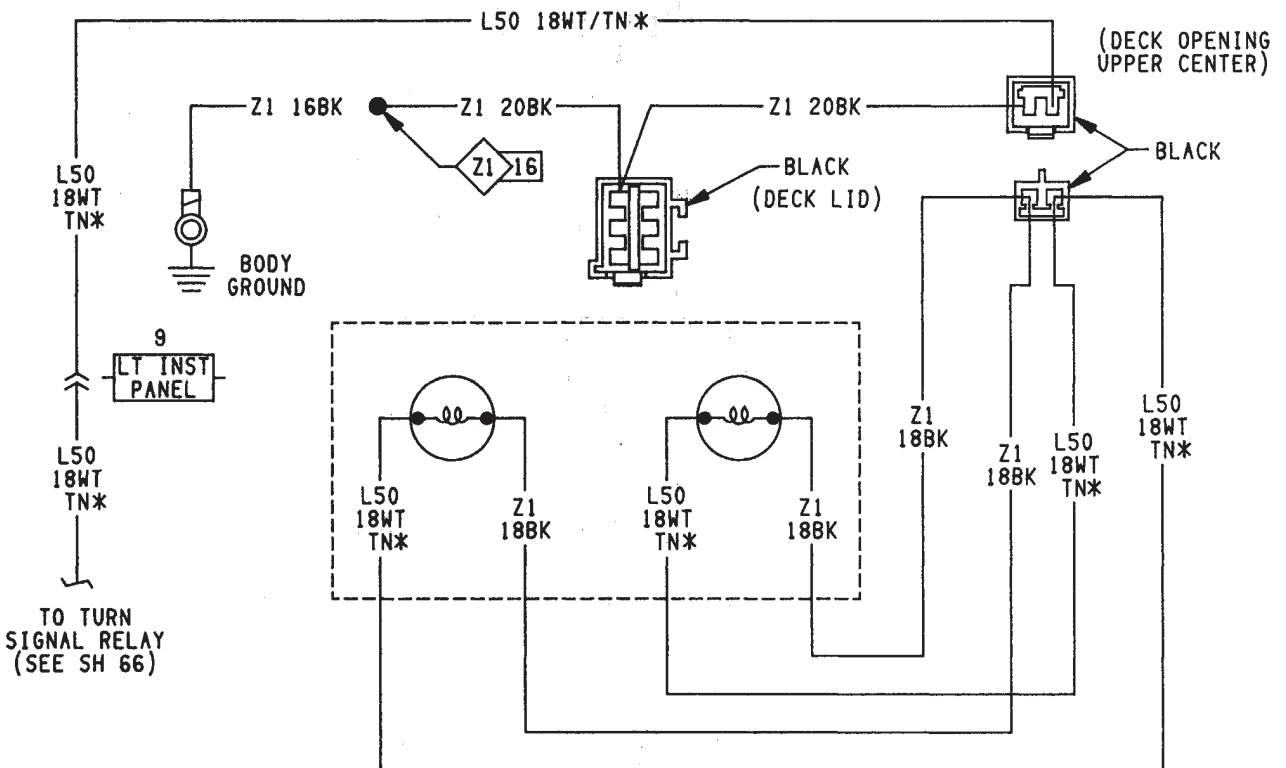 L50 18WT/TN*
(DECK OPENING
UPPER CENTER)
Z1 16BK
Z1 20BK
Z1 20BK
BLACK
Z1 16
BLACK
(DECK LID)
L50
18WT
TN*
BODY
GROUND
9
LT INST
PANEL
L50
18WT
TN*
Z1
18BK
L50
18WT
TN*
Z1
18BK
L50
18WT
TN*
L50
18WT
TN*
Z1
18BK
L50
18WT
TN*
Z1
18BK
TO TURN
SIGNAL RELAY
(SEE SH 66)